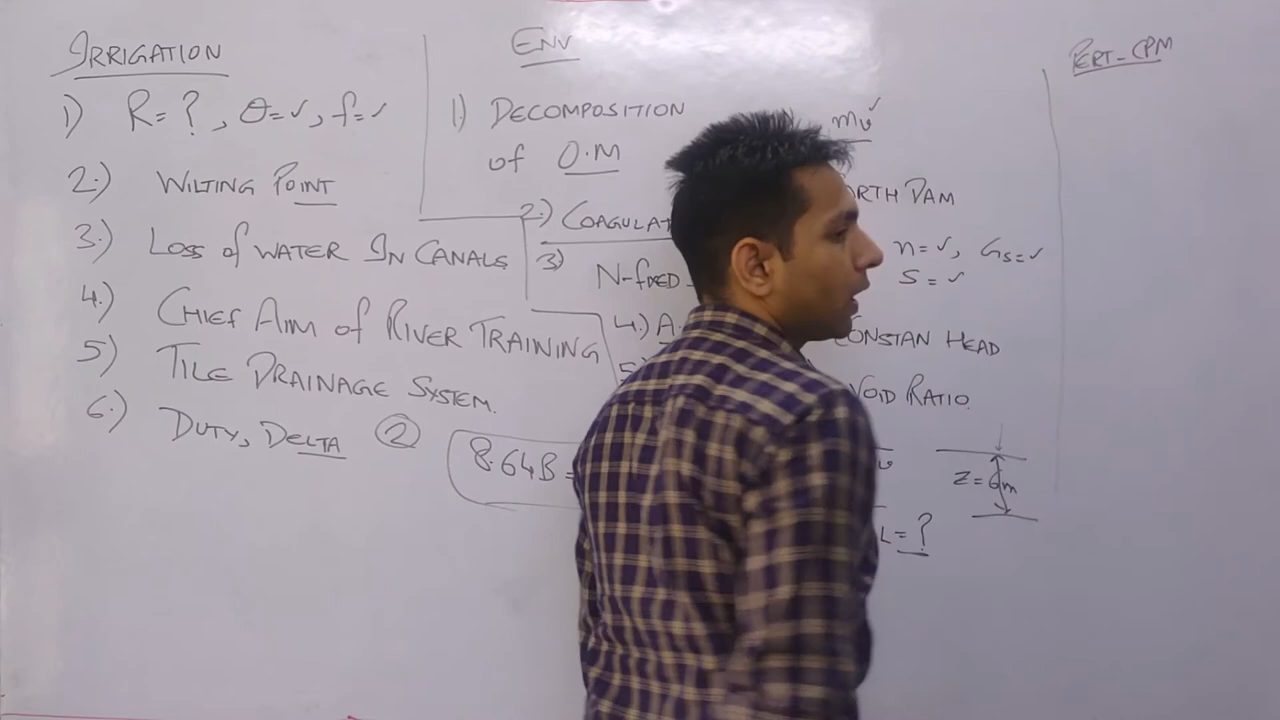 IRRIGATION
1) R= ?, θ=✓, f=✓
2.) WILTING POINT
3.) LOSS of WATER IN CANALS
4.) CHIEF AIM of RIVER TRAINING
5) TILE DRAINAGE SYSTEM.
6.) DUTY, DELTA ②
8.64B =
ENV
1.) DECOMPOSITION
of O.M
2.) COAGULAT
3)
4.) A
5
mv ✓
RTH DAM
n=✓, Gs=✓
S=✓
CONSTAN HEAD
VOID RATIO.
Z=6m
L=?
PERT-CPM